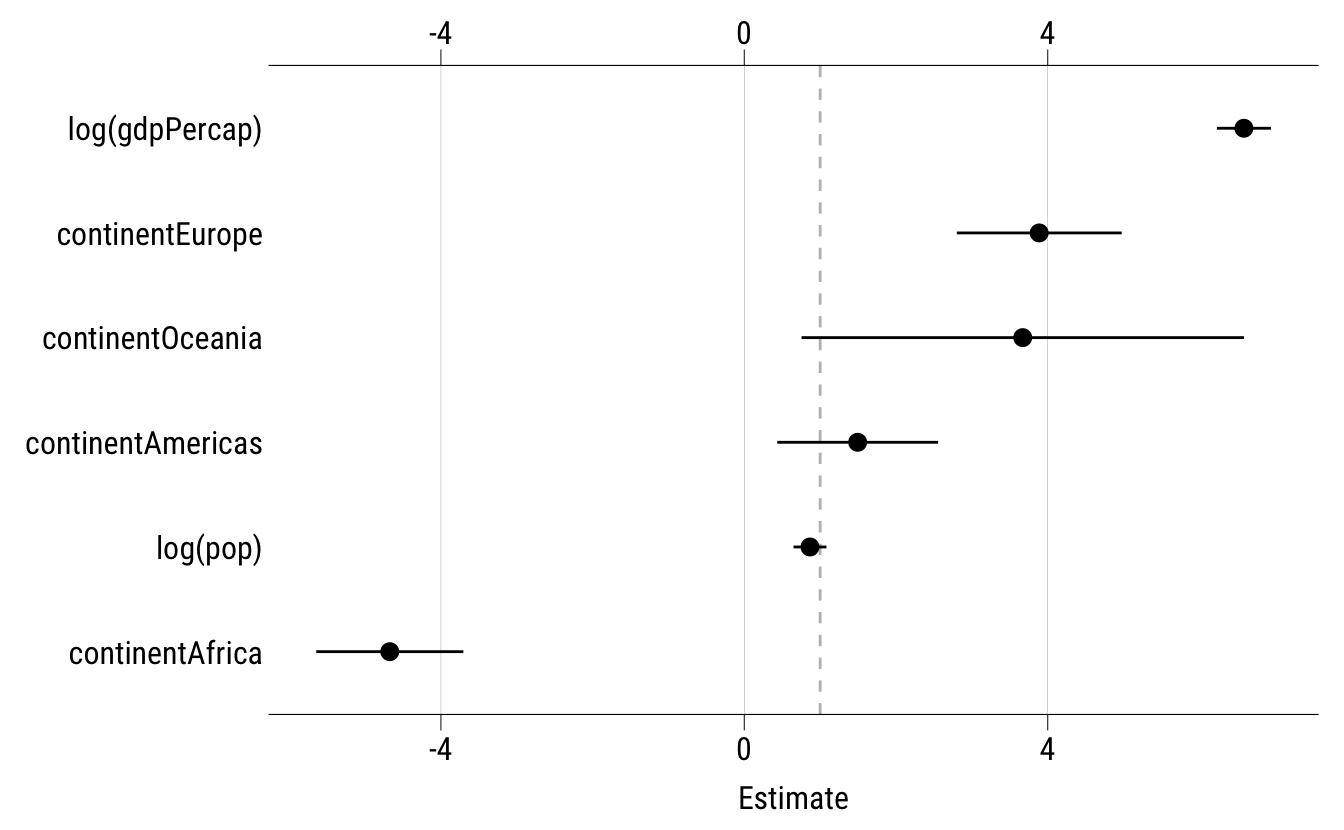 -4 0 4
log(gdpPercap)
continentEurope
continentOceania
continentAmericas
log(pop)
continentAfrica
-4 0 4
Estimate